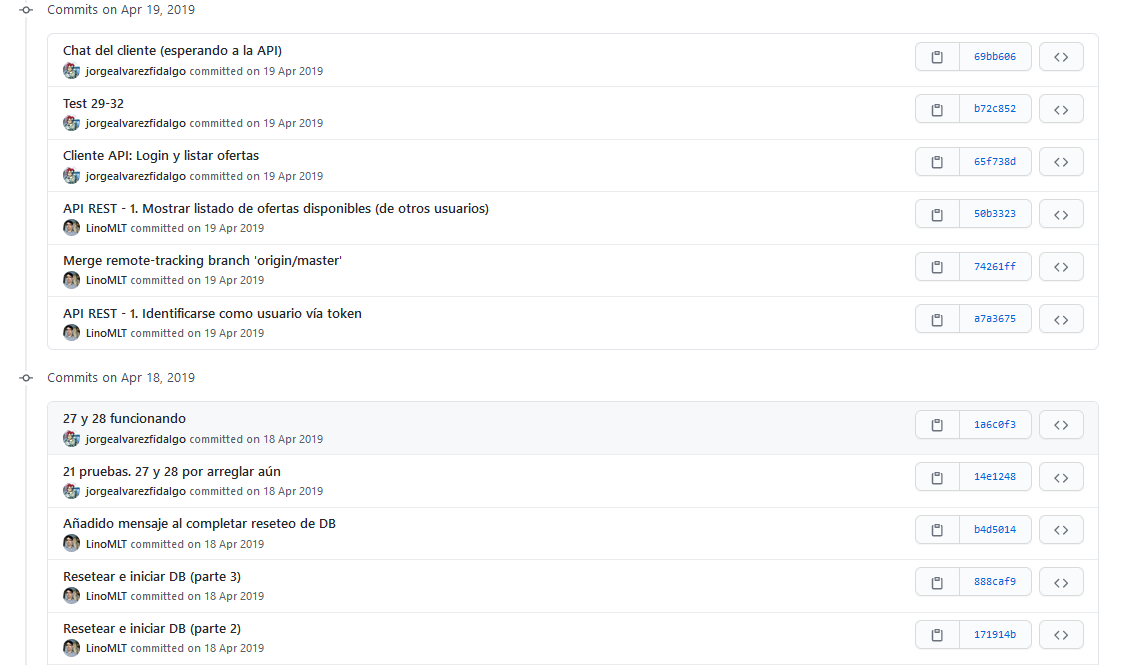 Commits on Apr 19, 2019
Chat del cliente (esperando a la API)
69bb606
jorgealvarezfidalgo committed on 19 Apr 2019
Test 29-32
b72c852
jorgealvarezfidalgo committed on 19 Apr 2019
Cliente API: Login y listar ofertas
65f738d
jorgealvarezfidalgo committed on 19 Apr 2019
API REST - 1. Mostrar listado de ofertas disponibles (de otros usuarios)
50b3323
LinoMLT committed on 19 Apr 2019
Merge remote-tracking branch 'origin/master'
74261ff
LinoMLT committed on 19 Apr 2019
API REST - 1. Identificarse como usuario vía token
a7a3675
LinoMLT committed on 19 Apr 2019
Commits on Apr 18, 2019
27 y 28 funcionando
1a6c0f3
jorgealvarezfidalgo committed on 18 Apr 2019
21 pruebas. 27 y 28 por arreglar aún
14e1248
jorgealvarezfidalgo committed on 18 Apr 2019
Añadido mensaje al completar reseteo de DB
b4d5014
LinoMLT committed on 18 Apr 2019
Resetear e iniciar DB (parte 3)
888caf9
LinoMLT committed on 18 Apr 2019
Resetear e iniciar DB (parte 2)
171914b
LinoMLT committed on 18 Apr 2019